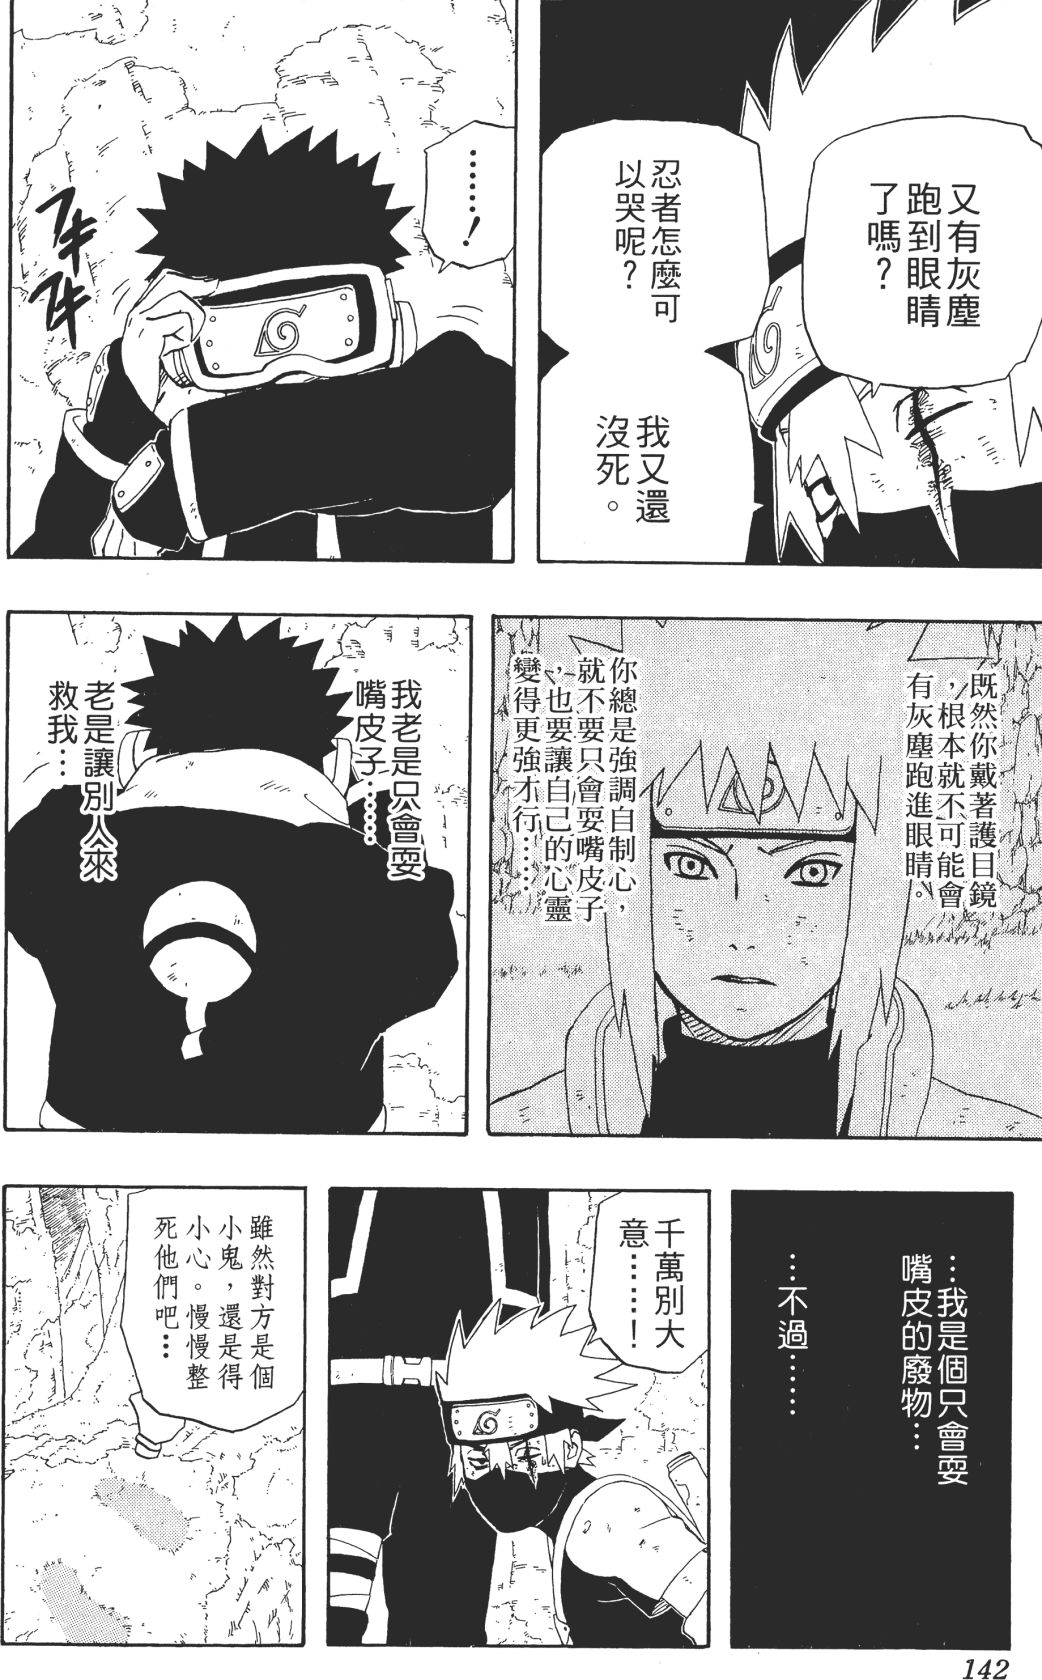 又有灰塵
跑到眼睛
了嗎？
忍者怎麼可
以哭呢？
我又還
沒死。
……！
既然你戴著護目鏡
，根本就不可能會
有灰塵跑進眼睛。
你總是強調自制心，
就不要只會耍嘴皮子
，也要讓自己的心靈
變得更強才行……
我老是只會耍
嘴皮子……
老是讓別人來
救我…
…我是個只會耍
嘴皮的廢物…
…不過……
千萬別大
意……！
雖然對方是個
小鬼，還是得
小心。慢慢整
死他們吧…
142